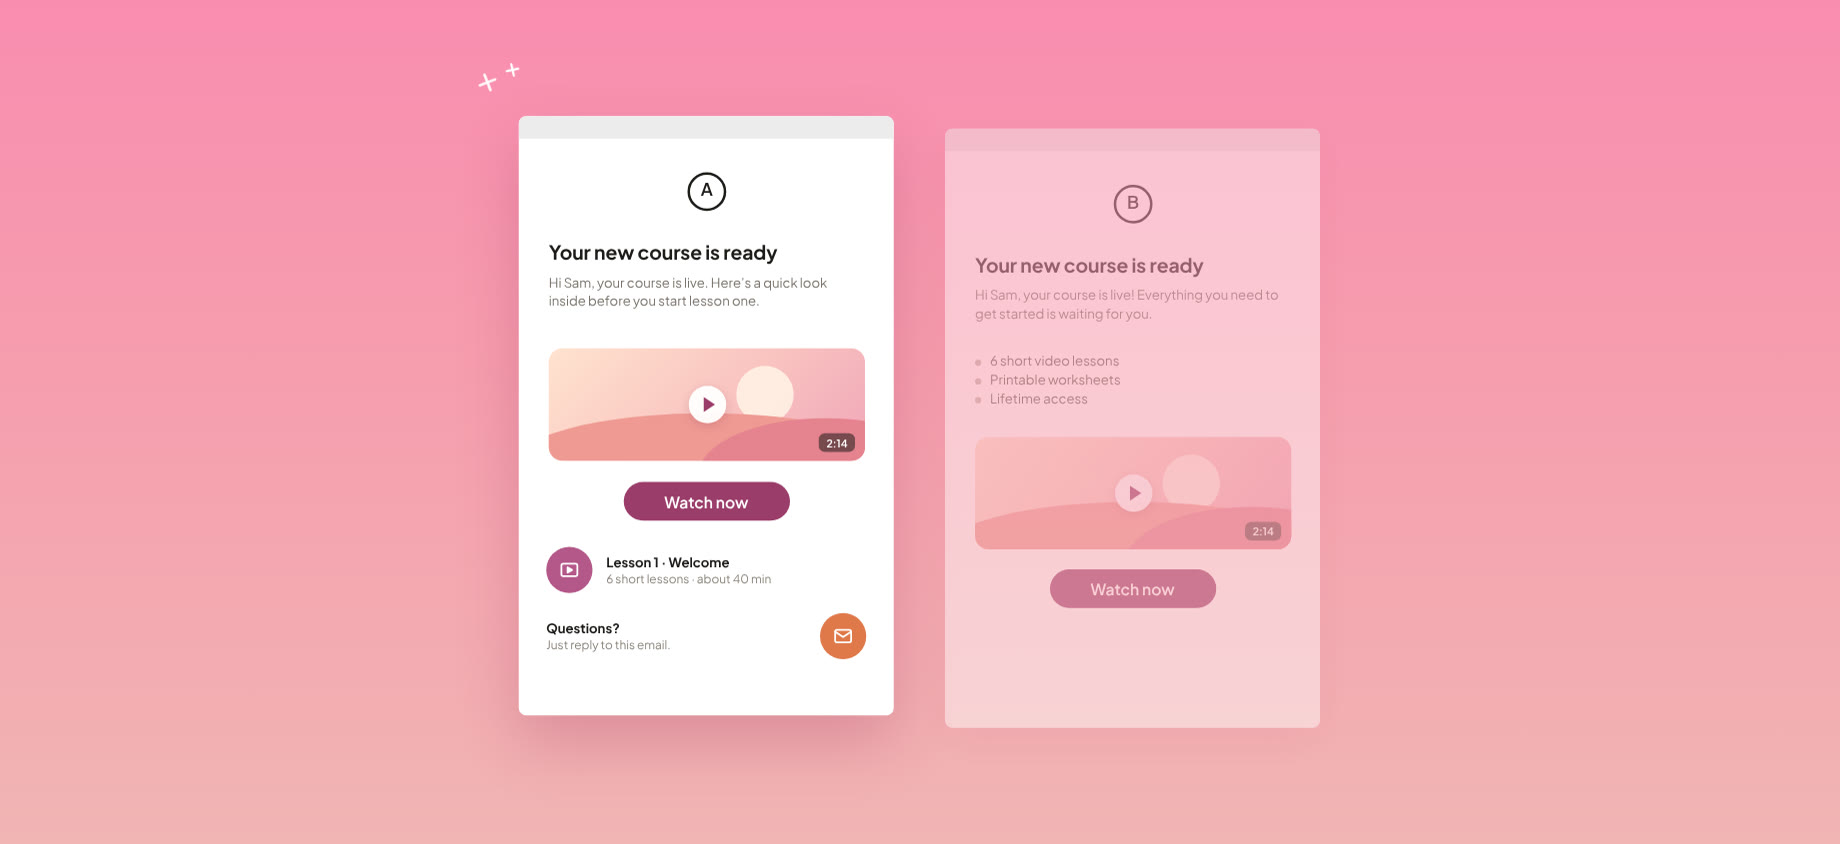 A
Your new course is ready
Hi Sam, your course is live. Here's a quick look
inside before you start lesson one.
2:14
Watch now
Lesson 1 · Welcome
6 short lessons · about 40 min
Questions?
Just reply to this email.
B
Your new course is ready
Hi Sam, your course is live! Everything you need to
get started is waiting for you.
6 short video lessons
Printable worksheets
Lifetime access
2:14
Watch now